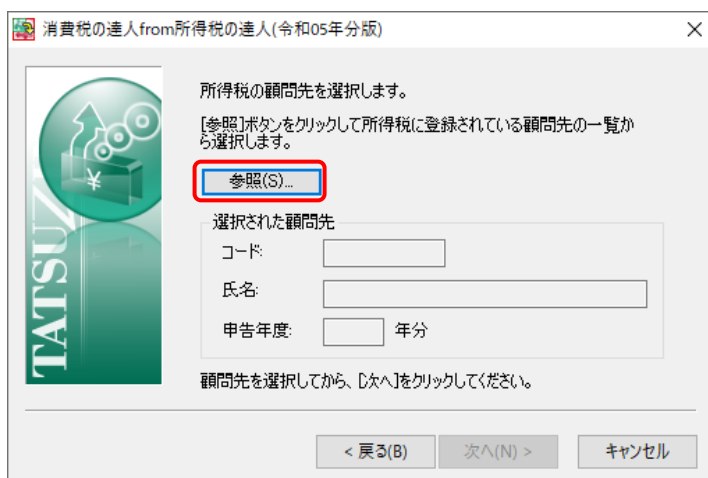 消費税の達人from所得税の達人(令和05年分版)
所得税の顧問先を選択します。
[参照]ボタンをクリックして所得税に登録されている顧問先の一覧か
ら選択します。
参照(S)...
選択された顧問先
コード:
氏名:
申告年度:
年分
顧問先を選択してから、[次へ]をクリックしてください。
< 戻る(B)
次へ(N) >
キャンセル
¥
TATSUZIN